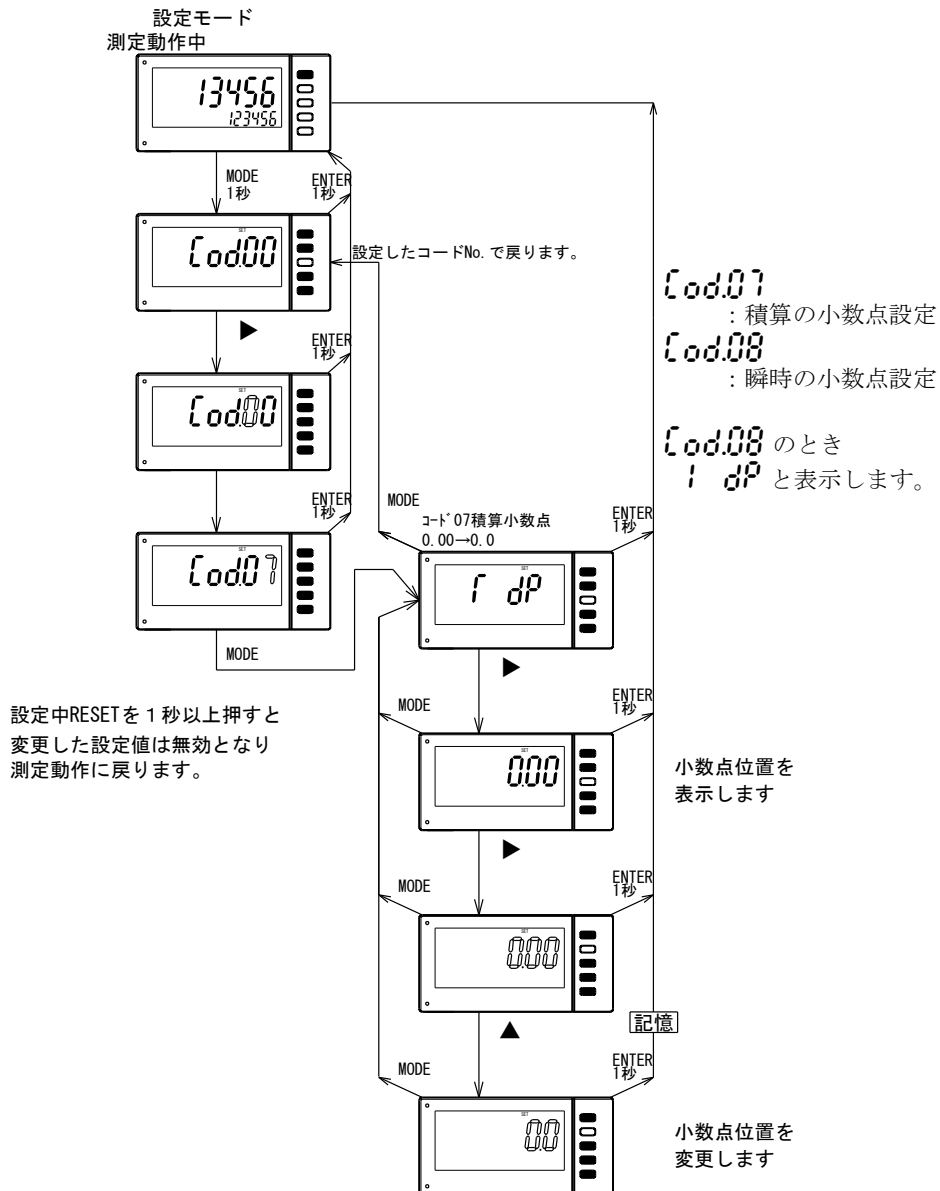 設定モード
測定動作中
13456
123456
MODE
1秒
ENTER
1秒
SET
Cod.00
設定したコードNo.で戻ります。
▶
ENTER
1秒
SET
Cod.00
ENTER
1秒
SET
Cod.07
MODE
設定中RESETを１秒以上押すと
変更した設定値は無効となり
測定動作に戻ります。
Cod.07
：積算の小数点設定
Cod.08
：瞬時の小数点設定
Cod.08 のとき
I dP と表示します。
MODE
コード07積算小数点
0.00→0.0
ENTER
1秒
SET
Γ dP
▶
MODE
ENTER
1秒
SET
0.00
小数点位置を
表示します
▶
MODE
ENTER
1秒
SET
0.00
▲
記憶
MODE
ENTER
1秒
SET
0.0
小数点位置を
変更します